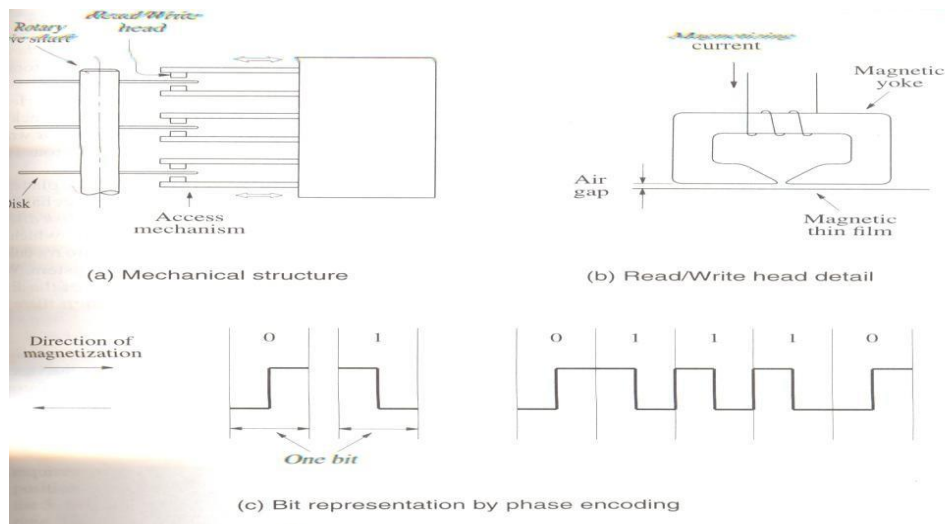 Rotary
Read/Write
head
Disk
Access
mechanism
(a) Mechanical structure
Magnetizing
current
Magnetic
yoke
Air
gap
Magnetic
thin film
(b) Read/Write head detail
Direction of
magnetization
0 1
0 1 1 1 0
One bit
(c) Bit representation by phase encoding